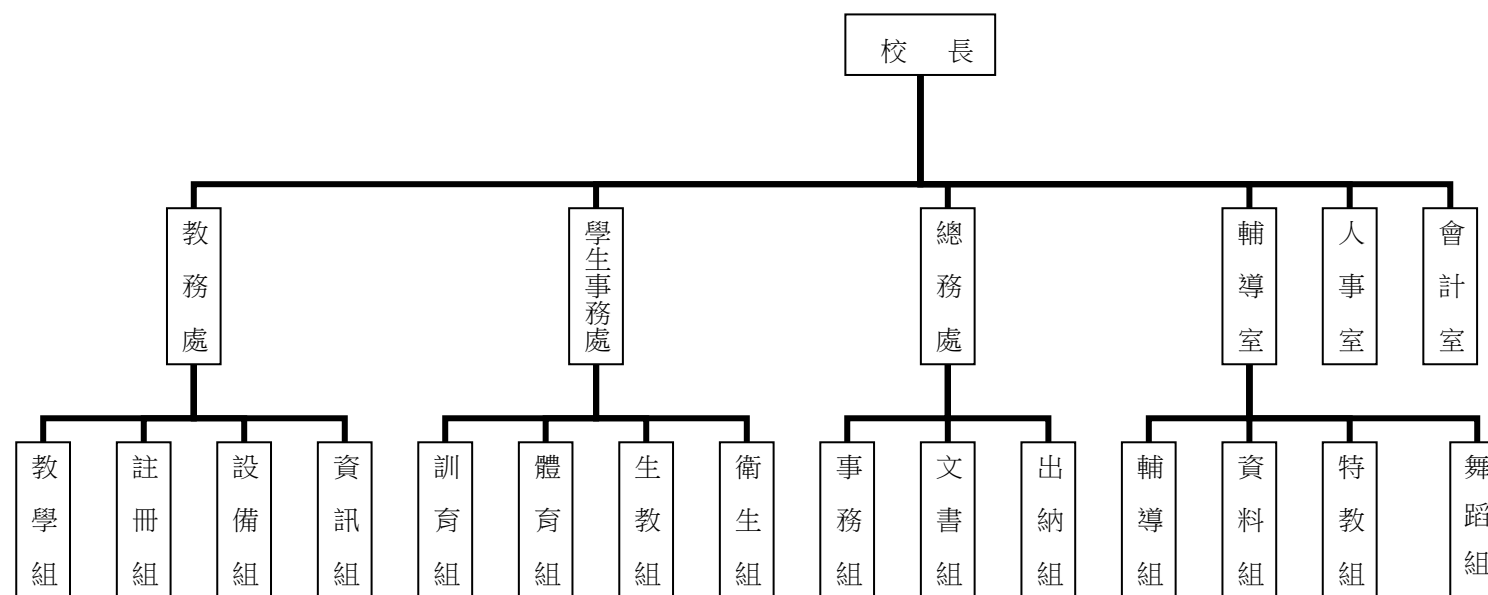 校 長
教務處
學生事務處
總務處
輔導室
人事室
會計室
教學組
註冊組
設備組
資訊組
訓育組
體育組
生教組
衛生組
事務組
文書組
出納組
輔導組
資料組
特教組
舞蹈組